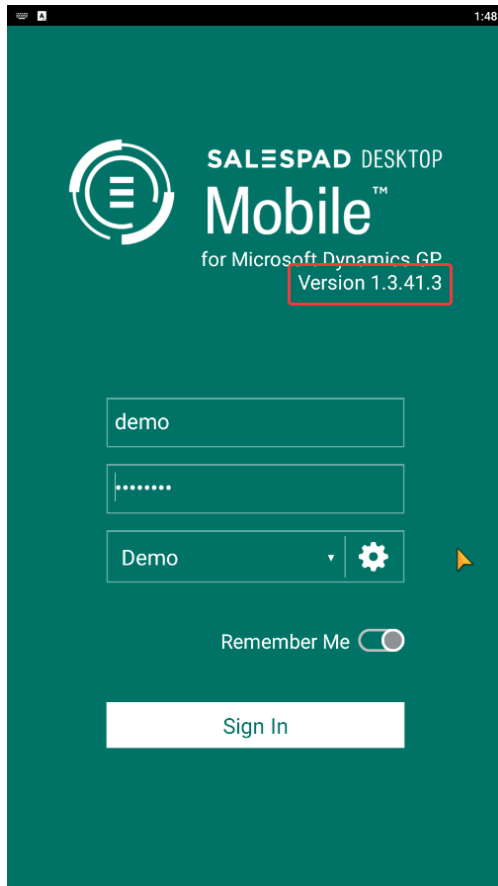 A
1:48
SALESPAD DESKTOP
Mobile™
for Microsoft Dynamics GP
Version 1.3.41.3
demo
••••••••
Demo
Remember Me
Sign In